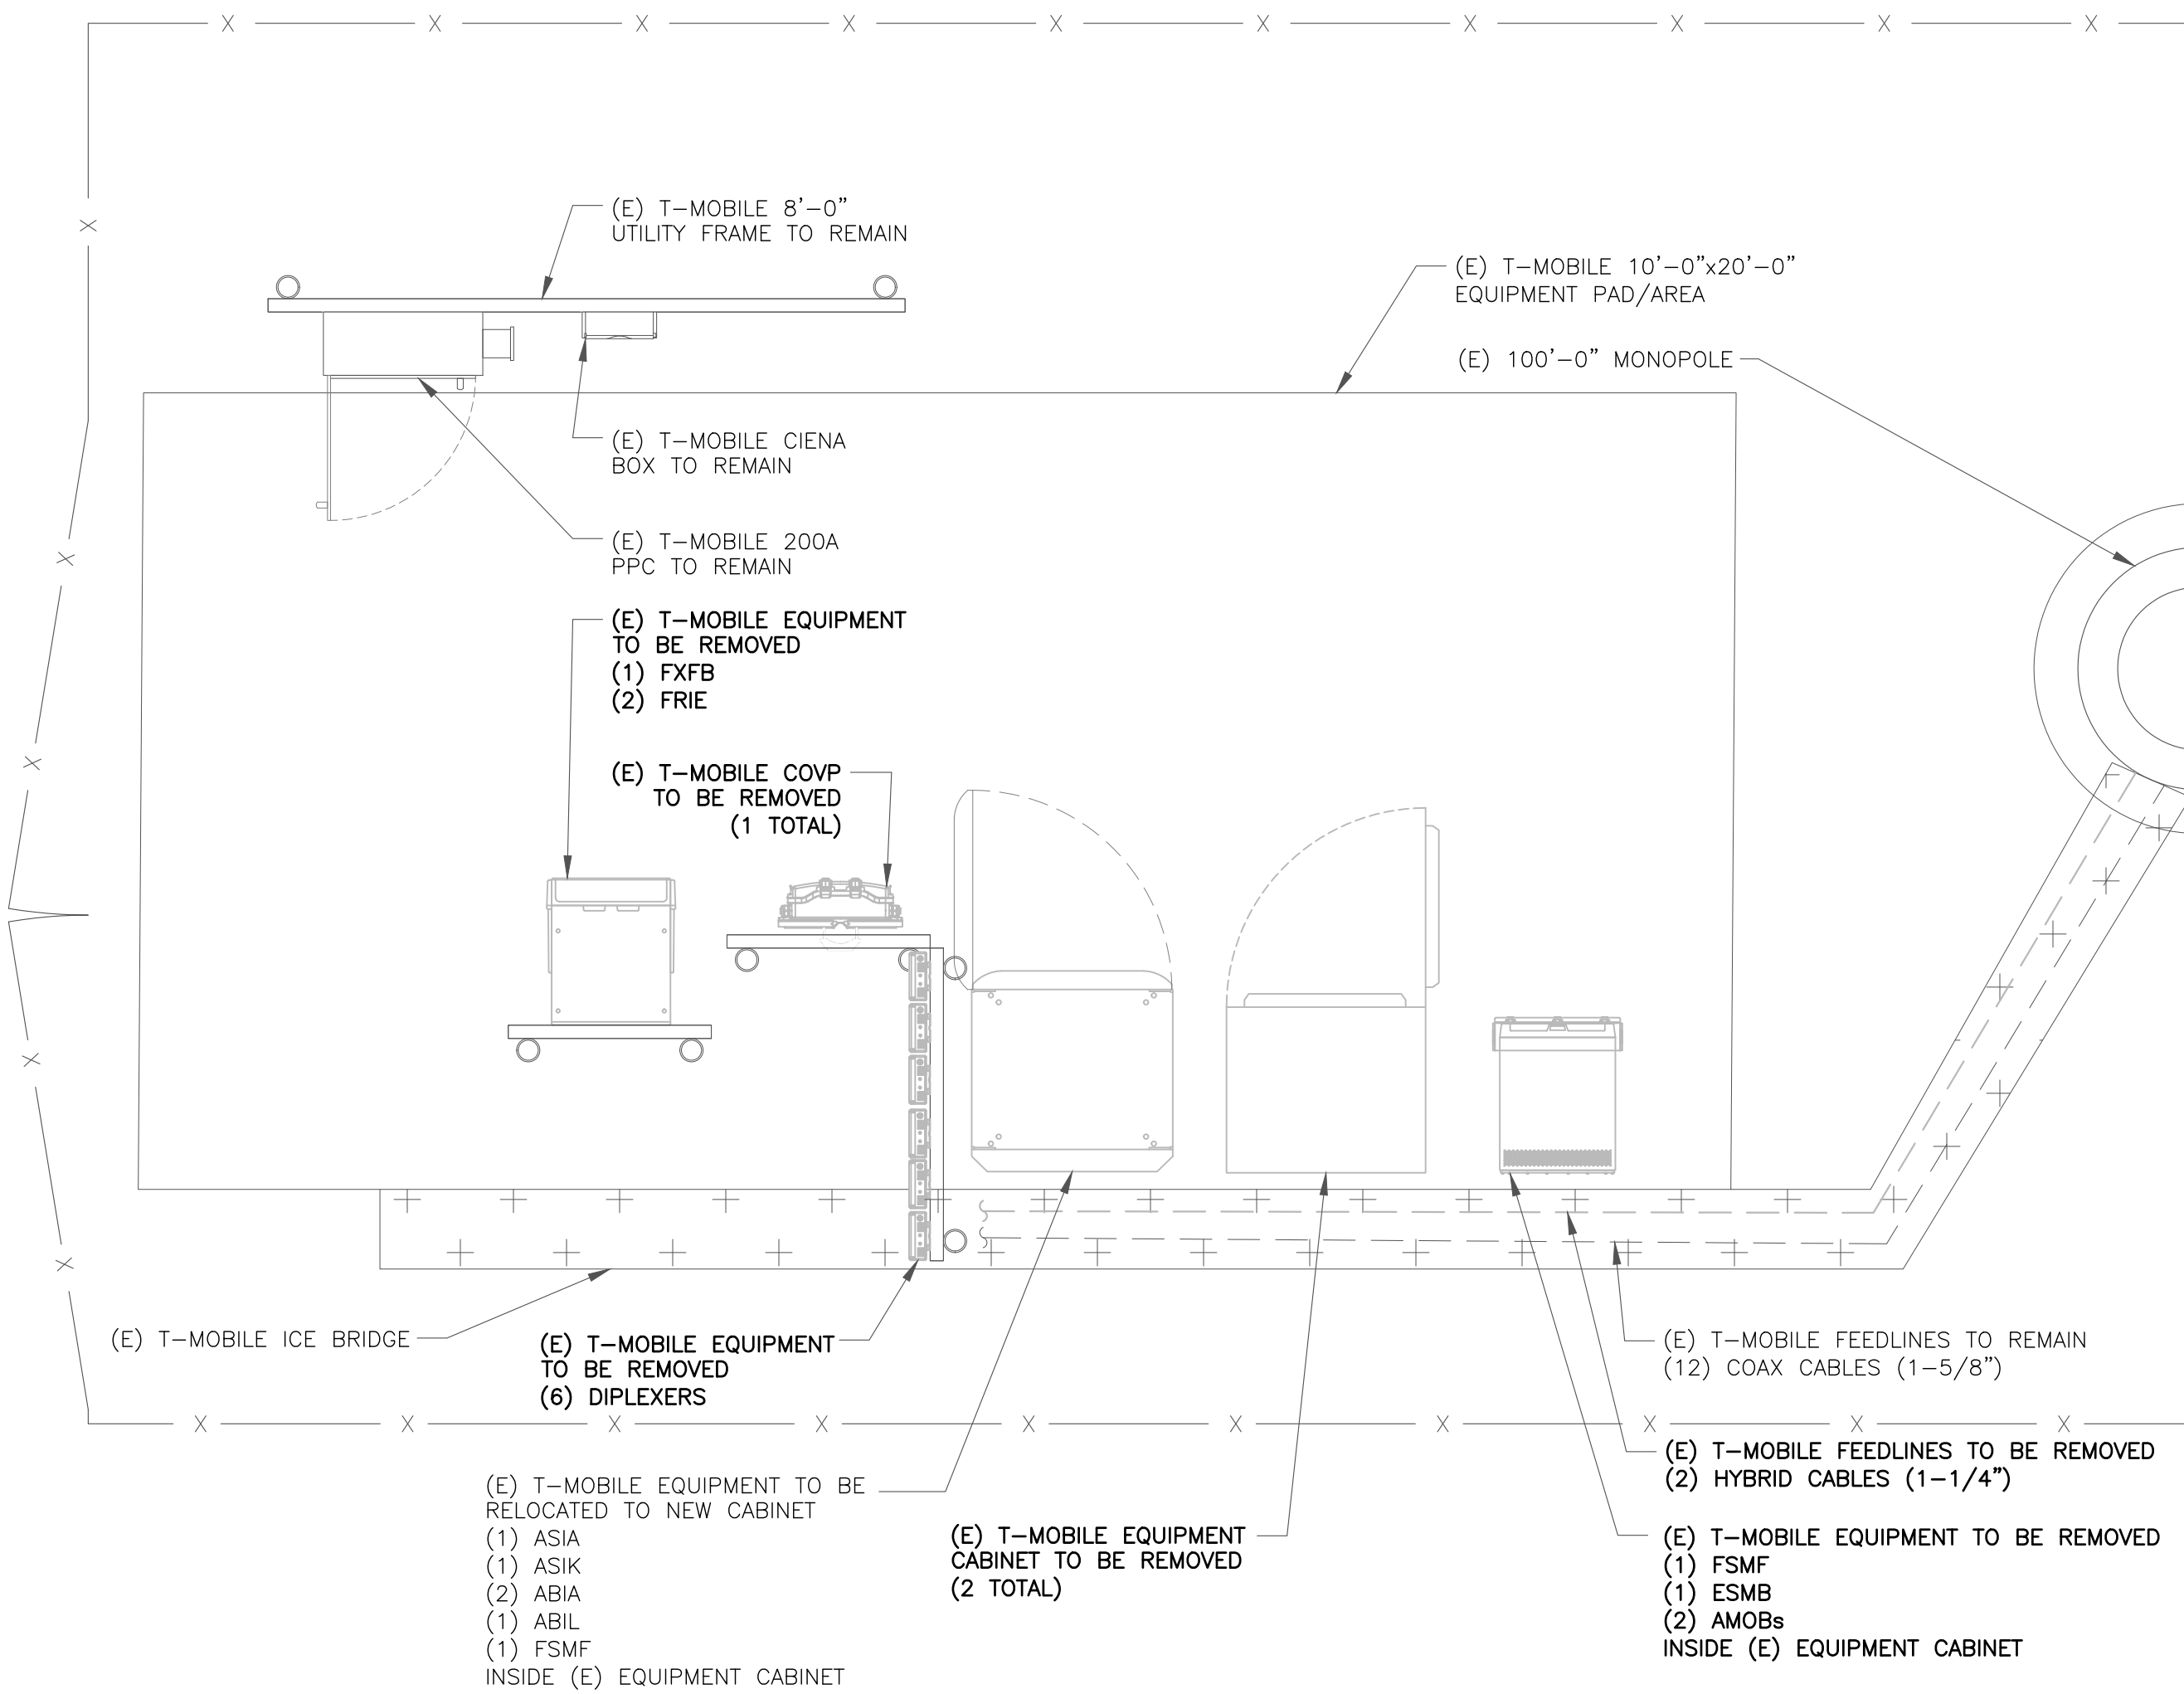 (E) T-MOBILE 8'-0"
UTILITY FRAME TO REMAIN
(E) T-MOBILE 10'-0"x20'-0"
EQUIPMENT PAD/AREA
(E) 100'-0" MONOPOLE
(E) T-MOBILE CIENA
BOX TO REMAIN
(E) T-MOBILE 200A
PPC TO REMAIN
(E) T-MOBILE EQUIPMENT
TO BE REMOVED
(1) FXFB
(2) FRIE
(E) T-MOBILE COVP
TO BE REMOVED
(1 TOTAL)
(E) T-MOBILE ICE BRIDGE
(E) T-MOBILE EQUIPMENT
TO BE REMOVED
(6) DIPLEXERS
(E) T-MOBILE FEEDLINES TO REMAIN
(12) COAX CABLES (1-5/8")
(E) T-MOBILE FEEDLINES TO BE REMOVED
(2) HYBRID CABLES (1-1/4")
(E) T-MOBILE EQUIPMENT TO BE
RELOCATED TO NEW CABINET
(1) ASIA
(1) ASIK
(2) ABIA
(1) ABIL
(1) FSMF
INSIDE (E) EQUIPMENT CABINET
(E) T-MOBILE EQUIPMENT
CABINET TO BE REMOVED
(2 TOTAL)
(E) T-MOBILE EQUIPMENT TO BE REMOVED
(1) FSMF
(1) ESMB
(2) AMOBs
INSIDE (E) EQUIPMENT CABINET